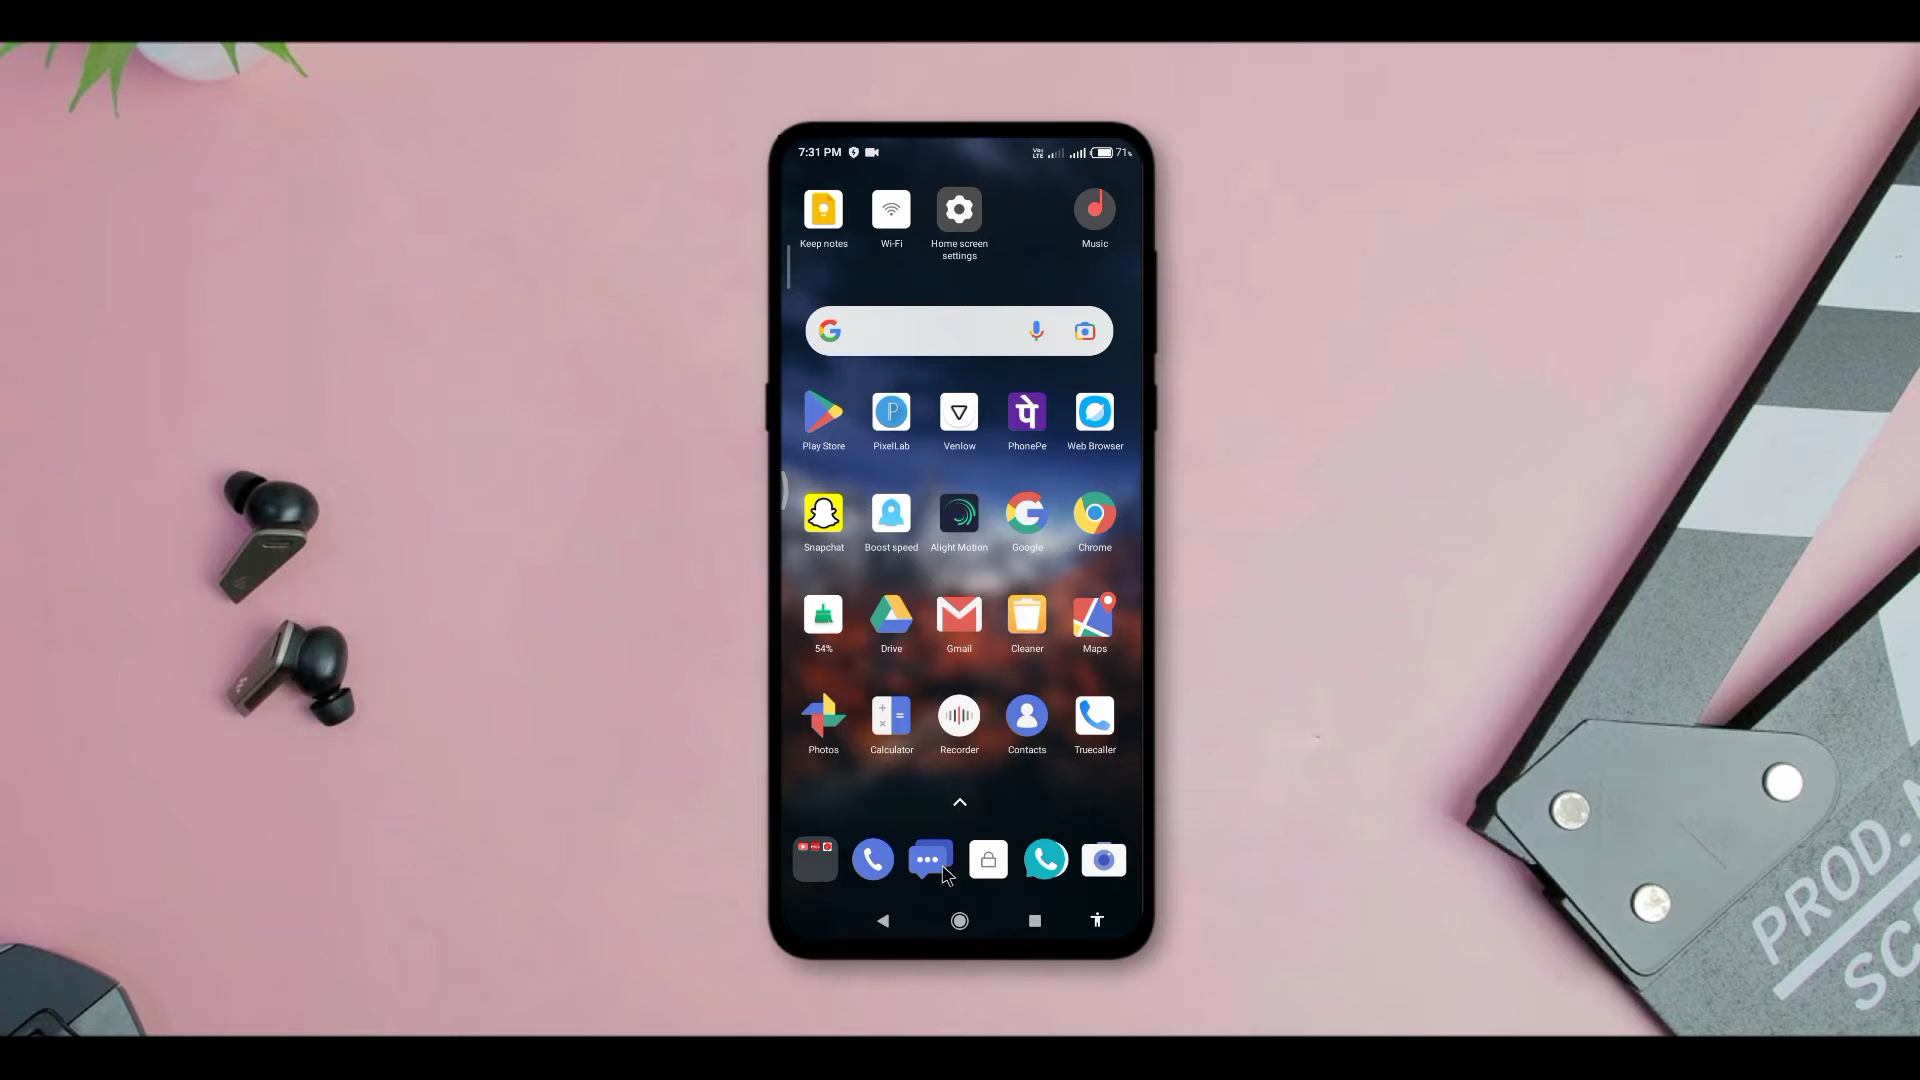 7:31 PM
Vo) LTE
71%
Keep notes
Wi-Fi
Home screen
settings
Music
Play Store
PixelLab
Venlow
PhonePe
Web Browser
Snapchat
Boost speed
Alight Motion
Google
Chrome
54%
Drive
Gmail
Cleaner
Maps
Photos
Calculator
Recorder
Contacts
Truecaller
PROD.
SC